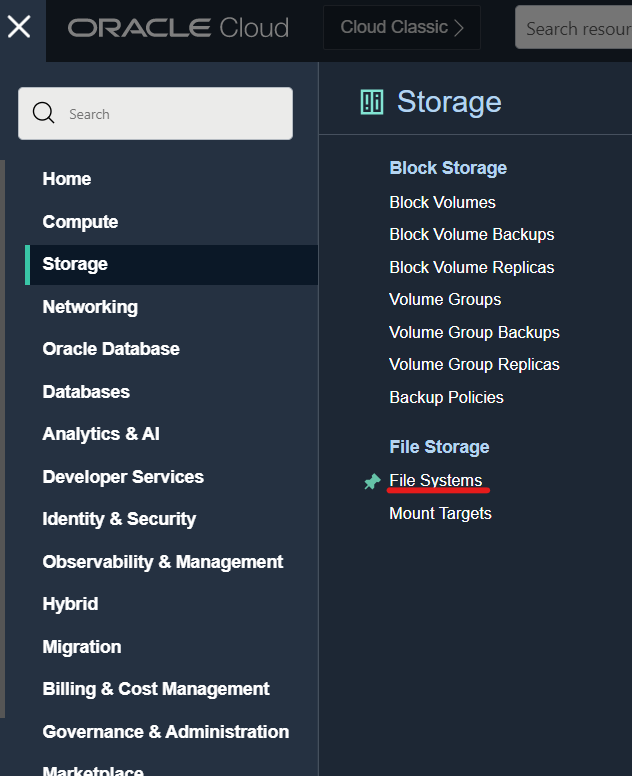 ORACLE Cloud
Cloud Classic
Search resour
Search
Home
Compute
Storage
Networking
Oracle Database
Databases
Analytics & AI
Developer Services
Identity & Security
Observability & Management
Hybrid
Migration
Billing & Cost Management
Governance & Administration
Marketplace
Storage
Block Storage
Block Volumes
Block Volume Backups
Block Volume Replicas
Volume Groups
Volume Group Backups
Volume Group Replicas
Backup Policies
File Storage
File Systems
Mount Targets